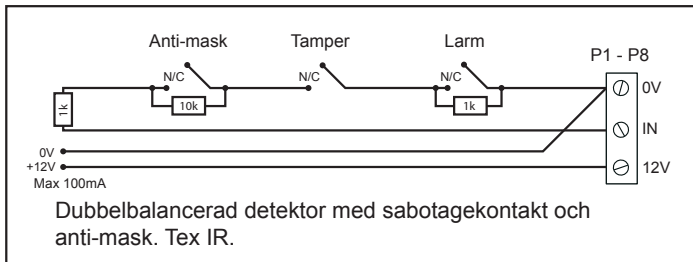 Anti-mask Tamper Larm
P1 - P8
N/C N/C N/C
10k 1k
0V
1k
IN
0V
+12V 12V
Max 100mA
Dubbelbalancerad detektor med sabotagekontakt och
anti-mask. Tex IR.